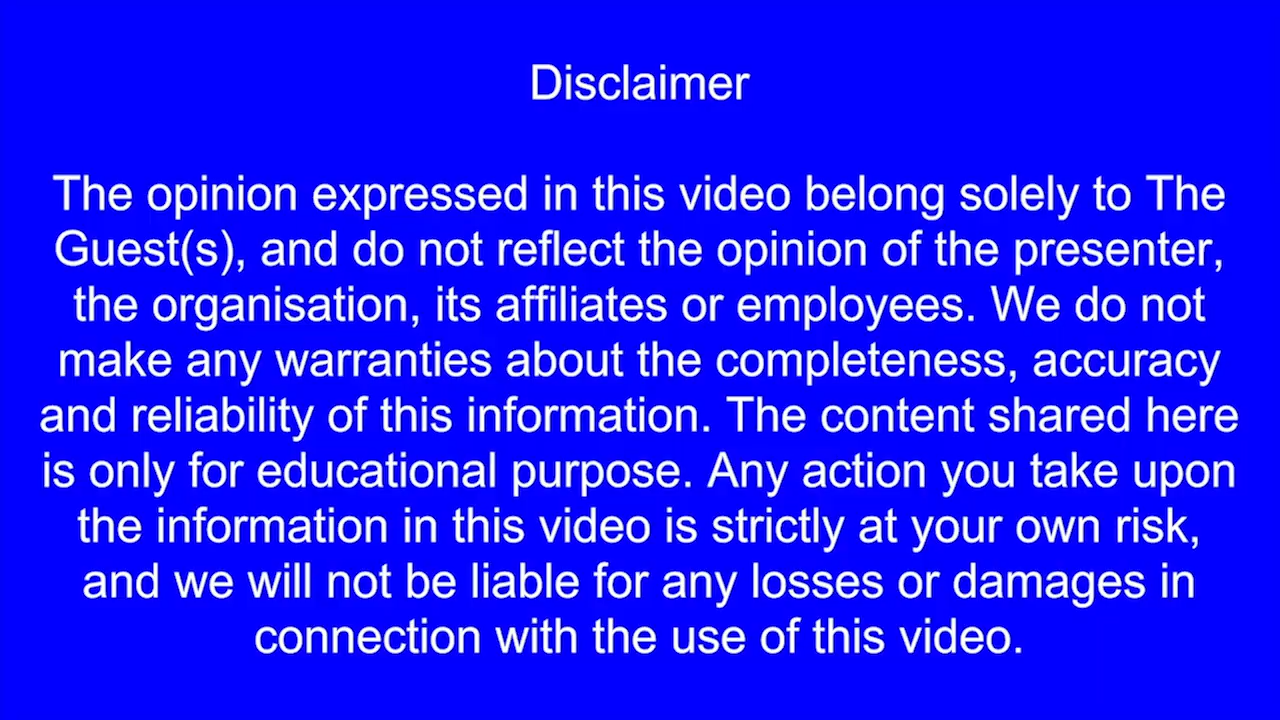 Disclaimer
The opinion expressed in this video belong solely to The
Guest(s), and do not reflect the opinion of the presenter,
the organisation, its affiliates or employees. We do not
make any warranties about the completeness, accuracy
and reliability of this information. The content shared here
is only for educational purpose. Any action you take upon
the information in this video is strictly at your own risk,
and we will not be liable for any losses or damages in
connection with the use of this video.